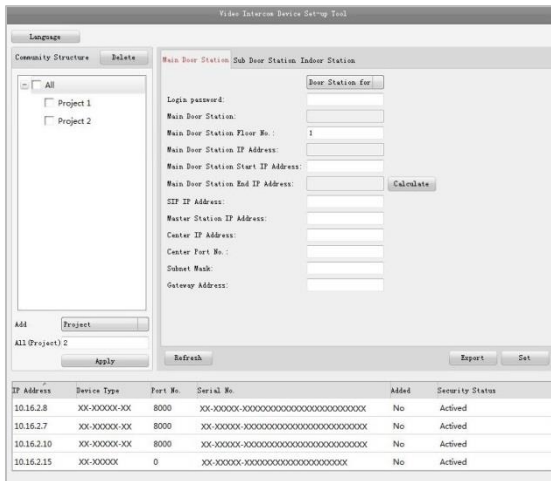 Video Intercom Device Set-up Tool
Language
Community Structure Delete
Main Door Station Sub Door Station Indoor Station
All
Project 1
Project 2
Door Station for
Login password:
Main Door Station:
Main Door Station Floor No.: 1
Main Door Station IP Address:
Main Door Station Start IP Address:
Main Door Station End IP Address: Calculate
SIP IP Address:
Master Station IP Address:
Center IP Address:
Center Port No.:
Subnet Mask:
Gateway Address:
Add Project
All(Project) 2
Apply
Refresh Export Set
IP Address Device Type Port No. Serial No. Added Security Status
10.16.2.8 XX-XXXXX-XX 8000 XX-XXXXX-XXXXXXXXXXXXXXXXXXXXXXXXXX No Actived
10.16.2.7 XX-XXXXX-XX 8000 XX-XXXXX-XXXXXXXXXXXXXXXXXXXXXXXXXX No Actived
10.16.2.10 XX-XXXXX-XX 8000 XX-XXXXX-XXXXXXXXXXXXXXXXXXXXXXXXXX No Actived
10.16.2.15 XX-XXXXX 0 XX-XXXXX-XXXXXXXXXXXXXXXXXXXXXX No Actived